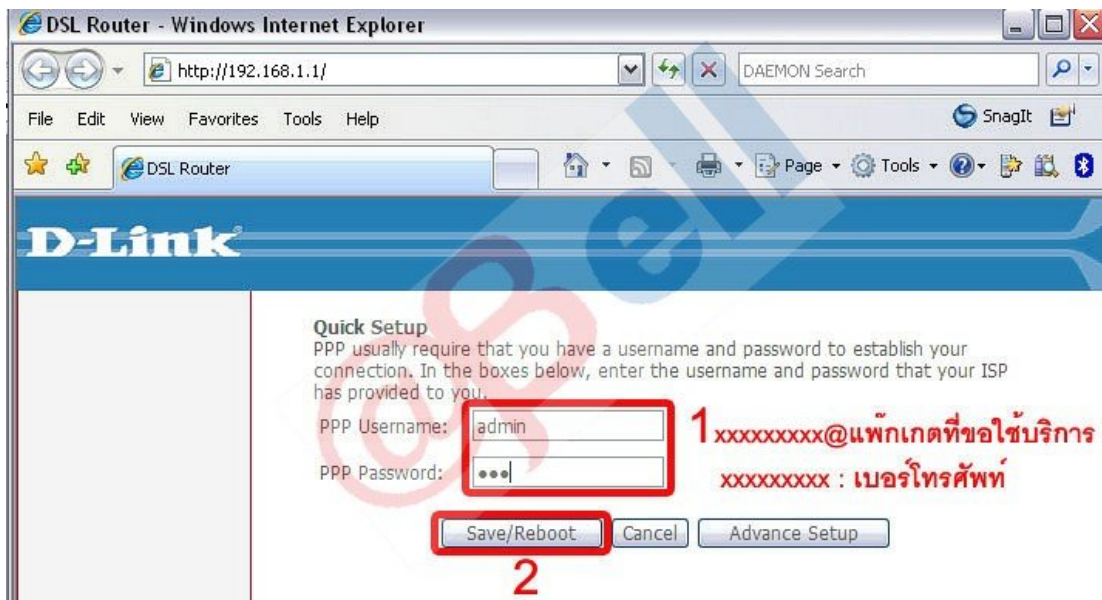 DSL Router - Windows Internet Explorer
http://192.168.1.1/
DAEMON Search
File Edit View Favorites Tools Help
SnagIt
DSL Router
Page Tools
D-Link
@Bell
Quick Setup
PPP usually require that you have a username and password to establish your
connection. In the boxes below, enter the username and password that your ISP
has provided to you.
PPP Username: admin
1 xxxxxxxxx@แพ๊กเกตที่ขอใช้บริการ
PPP Password: •••
xxxxxxxxx : เบอร์โทรศัพท์
Save/Reboot Cancel Advance Setup
2